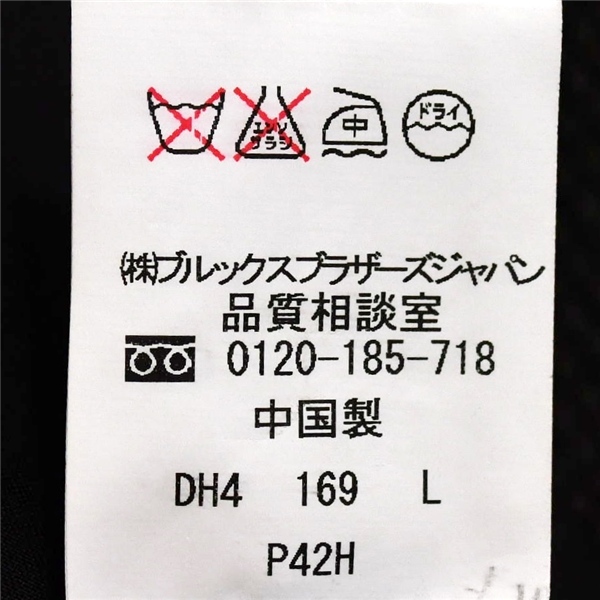 エンソ
サラシ
中
ドライ
㈱ブルックスブラザーズジャパン
品質相談室
0120-185-718
中国製
DH4 169 L
P42H